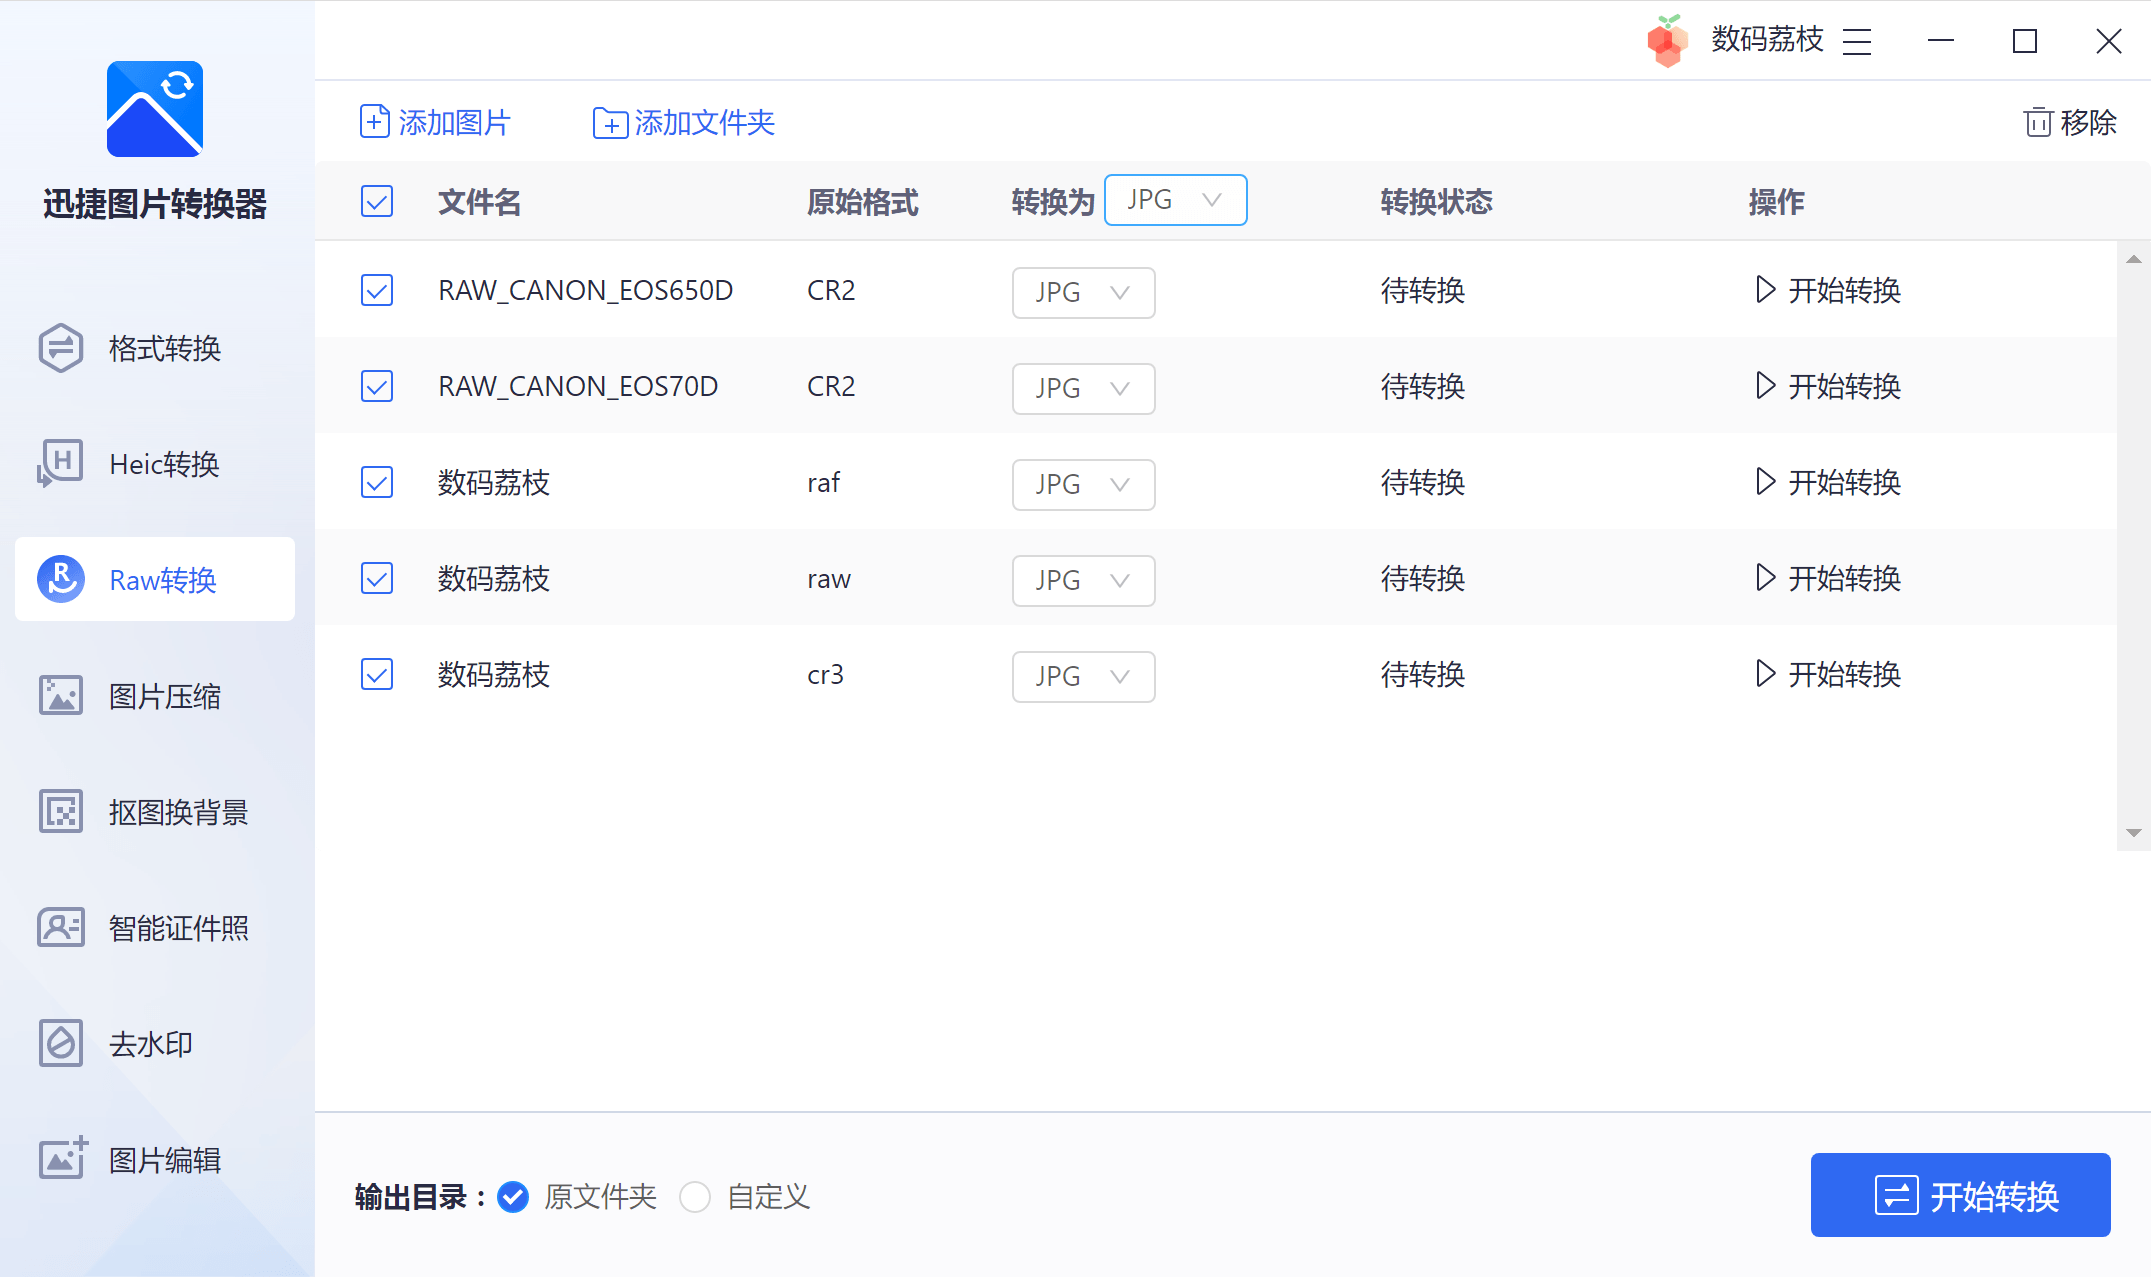 数码荔枝
迅捷图片转换器
格式转换
Heic转换
Raw转换
图片压缩
抠图换背景
智能证件照
去水印
图片编辑
添加图片 添加文件夹 移除
文件名 原始格式 转换为 JPG 转换状态 操作
RAW_CANON_EOS650D CR2 JPG 待转换 开始转换
RAW_CANON_EOS70D CR2 JPG 待转换 开始转换
数码荔枝 raf JPG 待转换 开始转换
数码荔枝 raw JPG 待转换 开始转换
数码荔枝 cr3 JPG 待转换 开始转换
输出目录： 原文件夹 自定义 开始转换